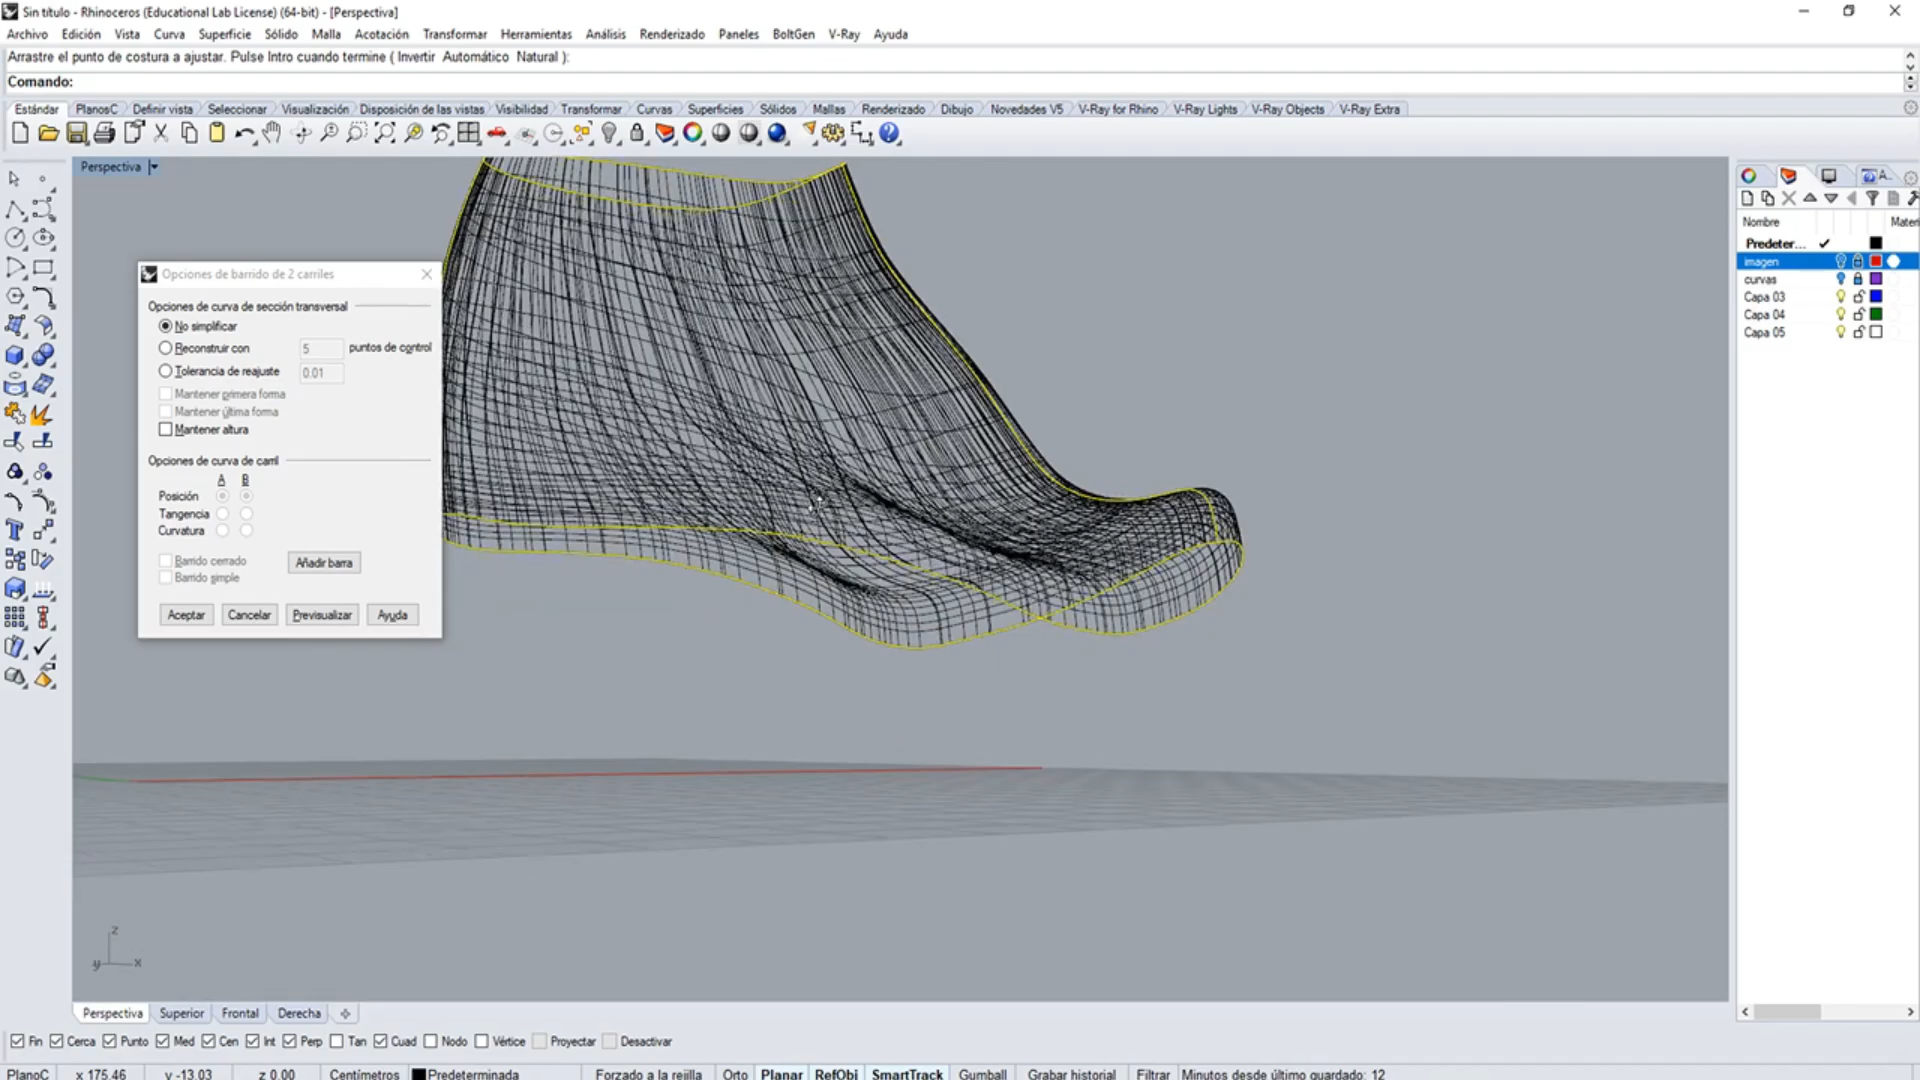 Sin título - Rhinoceros (Educational Lab License) (64-bit) - [Perspectiva]
Archivo Edición Vista Curva Superficie Sólido Malla Acotación Transformar Herramientas Análisis Renderizado Paneles BoltGen V-Ray Ayuda
Arrastre el punto de costura a ajustar. Pulse Intro cuando termine ( Invertir Automático Natural ):
Comando:
Estándar PlanosC Definir vista Seleccionar Visualización Disposición de las vistas Visibilidad Transformar Curvas Superficies Sólidos Mallas Renderizado Dibujo Novedades V5 V-Ray for Rhino V-Ray Lights V-Ray Objects V-Ray Extra
Perspectiva
A...
Nombre Materi
Predeter...
imagen
curvas
Capa 03
Capa 04
Capa 05
Opciones de barrido de 2 carriles
Opciones de curva de sección transversal
No simplificar
Reconstruir con 5 puntos de control
Tolerancia de reajuste 0.01
Mantener primera forma
Mantener última forma
Mantener altura
Opciones de curva de carril
A B
Posición
Tangencia
Curvatura
Barrido cerrado
Añadir barra
Barrido simple
Aceptar Cancelar Previsualizar Ayuda
z
y x
Perspectiva Superior Frontal Derecha
Fin Cerca Punto Med Cen Int Perp Tan Cuad Nodo Vértice Proyectar Desactivar
PlanoC x 175.46 y -13.03 z 0.00 Centímetros Predeterminada Forzado a la rejilla Orto Planar RefObj SmartTrack Gumball Grabar historial Filtrar Minutos desde último guardado: 12